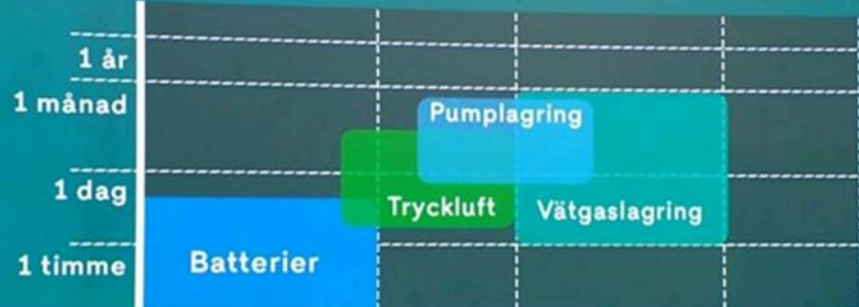 1 år
1 månad
Pumplagring
1 dag
Tryckluft
Vätgaslagring
1 timme
Batterier